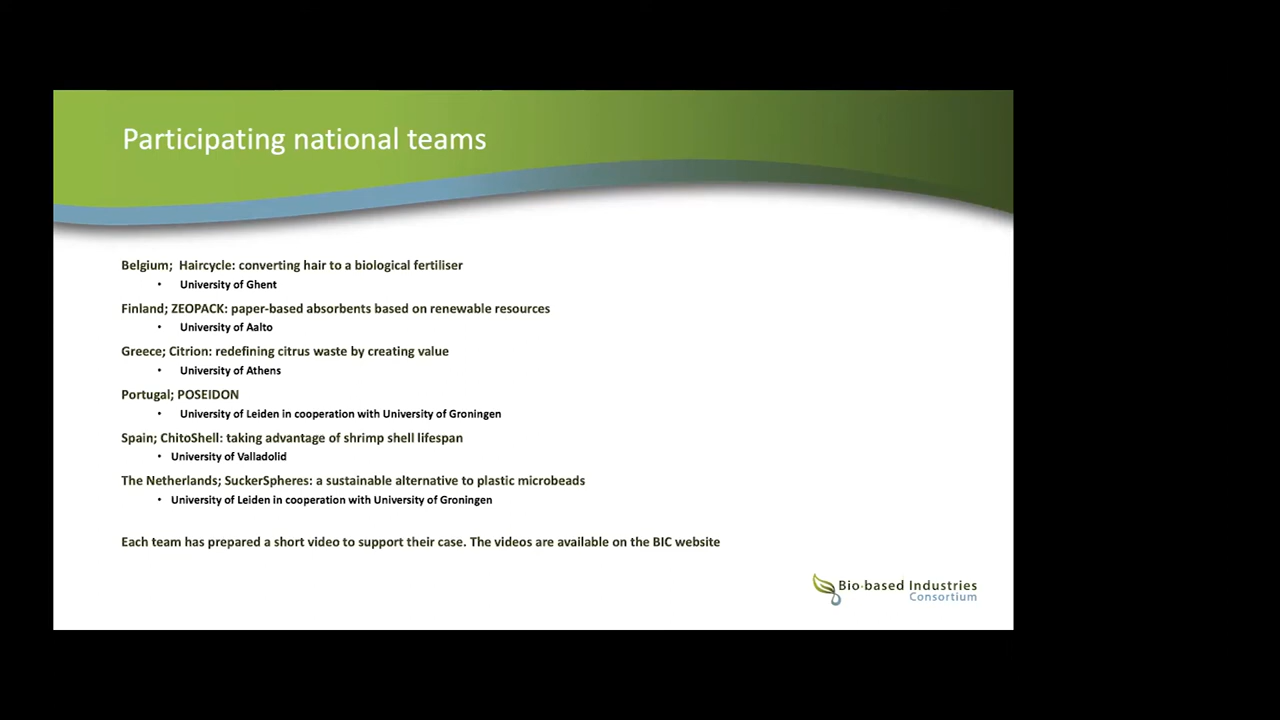 Participating national teams
Belgium; Haircycle: converting hair to a biological fertiliser
• University of Ghent
Finland; ZEOPACK: paper-based absorbents based on renewable resources
• University of Aalto
Greece; Citrion: redefining citrus waste by creating value
• University of Athens
Portugal; POSEIDON
• University of Leiden in cooperation with University of Groningen
Spain; ChitoShell: taking advantage of shrimp shell lifespan
• University of Valladolid
The Netherlands; SuckerSpheres: a sustainable alternative to plastic microbeads
• University of Leiden in cooperation with University of Groningen
Each team has prepared a short video to support their case. The videos are available on the BIC website
Bio-based Industries
Consortium